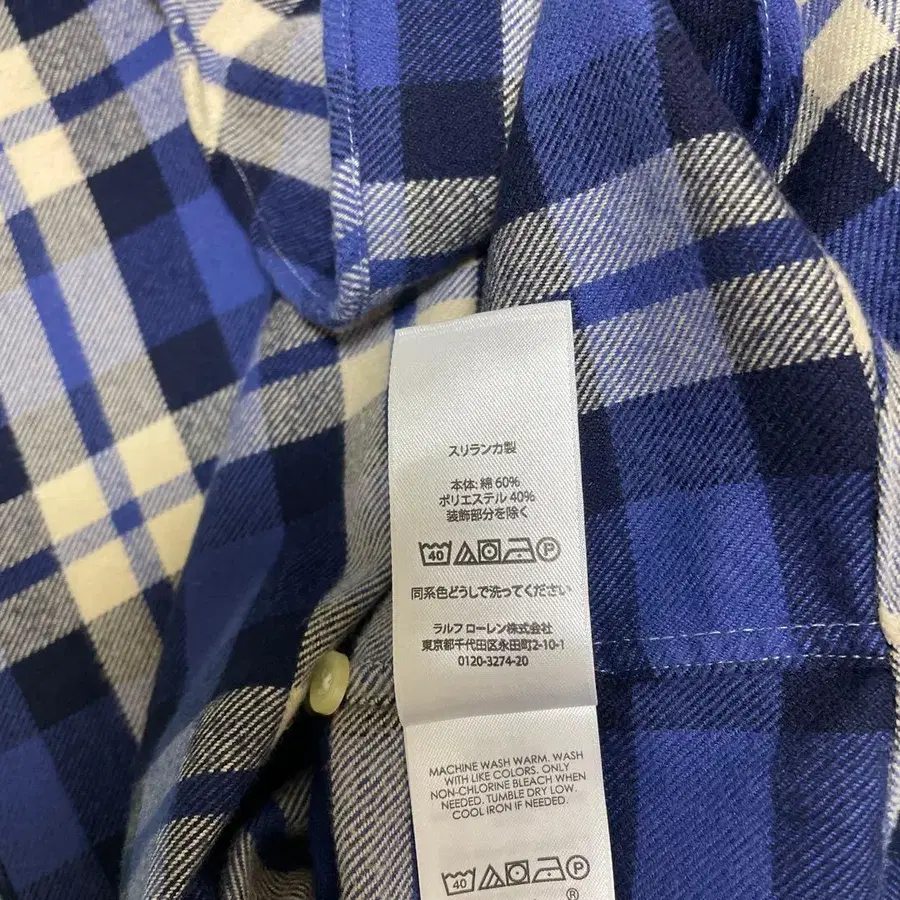 スリランカ製
本体: 綿 60%
ポリエステル 40%
装飾部分を除く
40 P
同系色どうしで洗ってください
ラルフ ローレン株式会社
東京都千代田区永田町2-10-1
0120-3274-20
MACHINE WASH WARM. WASH
WITH LIKE COLORS. ONLY
NON-CHLORINE BLEACH WHEN
NEEDED. TUMBLE DRY LOW.
COOL IRON IF NEEDED.
40 P
®